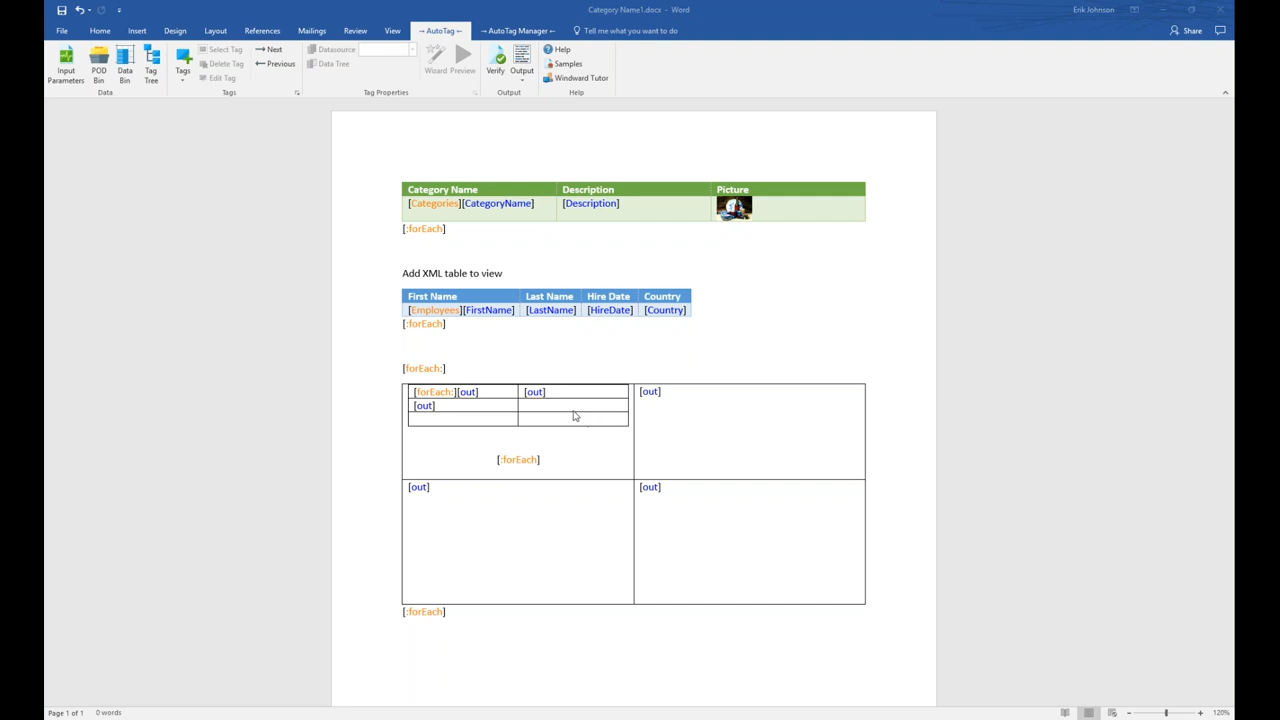 Category Name1.docx - Word
Erik Johnson
File Home Insert Design Layout References Mailings Review View → AutoTag ← → AutoTag Manager ← Tell me what you want to do Share
Input Parameters
POD Bin
Data Bin
Tag Tree
Data
Tags
Select Tag
Delete Tag
Edit Tag
Next
Previous
Tags
Datasource
Data Tree
Wizard
Preview
Tag Properties
Verify
Output
Output
Help
Samples
Windward Tutor
Help
Category Name Description Picture
[Categories][CategoryName] [Description]
[:forEach]
Add XML table to view
First Name Last Name Hire Date Country
[Employees][FirstName] [LastName] [HireDate] [Country]
[:forEach]
[forEach:]
[forEach:][out] [out] [out]
[out]
[:forEach]
[out] [out]
[:forEach]
Page 1 of 1 0 words 120%